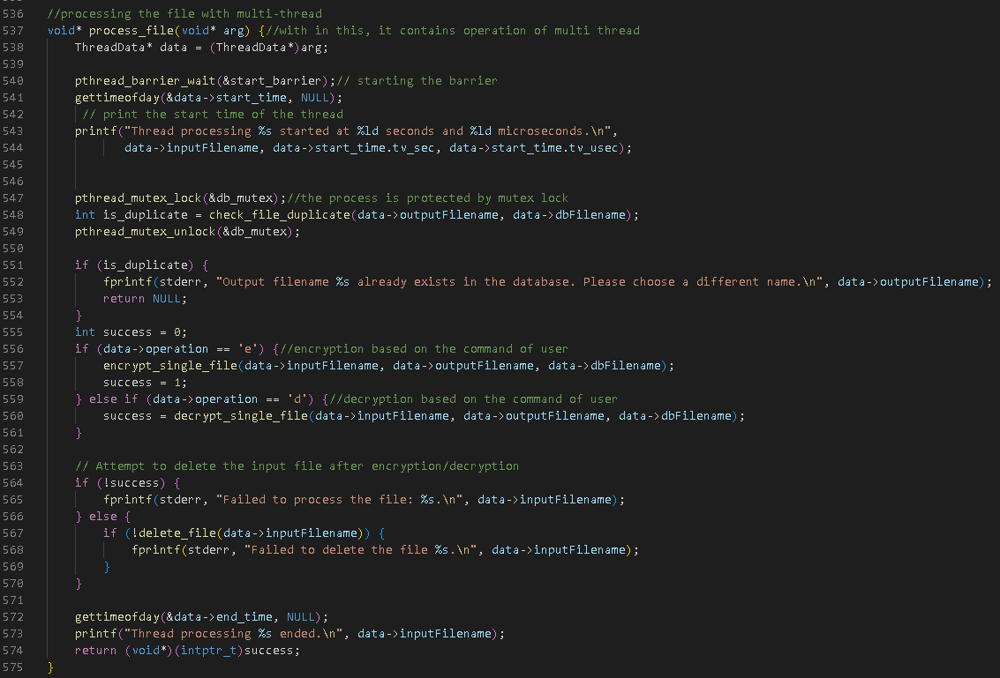 536 //processing the file with multi-thread
537 void* process_file(void* arg) {//with in this, it contains operation of multi thread
538 ThreadData* data = (ThreadData*)arg;
539
540 pthread_barrier_wait(&start_barrier);// starting the barrier
541 gettimeofday(&data->start_time, NULL);
542 // print the start time of the thread
543 printf("Thread processing %s started at %ld seconds and %ld microseconds.\n",
544 data->inputFilename, data->start_time.tv_sec, data->start_time.tv_usec);
545
546
547 pthread_mutex_lock(&db_mutex);//the process is protected by mutex lock
548 int is_duplicate = check_file_duplicate(data->outputFilename, data->dbFilename);
549 pthread_mutex_unlock(&db_mutex);
550
551 if (is_duplicate) {
552 fprintf(stderr, "Output filename %s already exists in the database. Please choose a different name.\n", data->outputFilename);
553 return NULL;
554 }
555 int success = 0;
556 if (data->operation == 'e') {//encryption based on the command of user
557 encrypt_single_file(data->inputFilename, data->outputFilename, data->dbFilename);
558 success = 1;
559 } else if (data->operation == 'd') {//decryption based on the command of user
560 success = decrypt_single_file(data->inputFilename, data->outputFilename, data->dbFilename);
561 }
562
563 // Attempt to delete the input file after encryption/decryption
564 if (!success) {
565 fprintf(stderr, "Failed to process the file: %s.\n", data->inputFilename);
566 } else {
567 if (!delete_file(data->inputFilename)) {
568 fprintf(stderr, "Failed to delete the file %s.\n", data->inputFilename);
569 }
570 }
571
572 gettimeofday(&data->end_time, NULL);
573 printf("Thread processing %s ended.\n", data->inputFilename);
574 return (void*)(intptr_t)success;
575 }